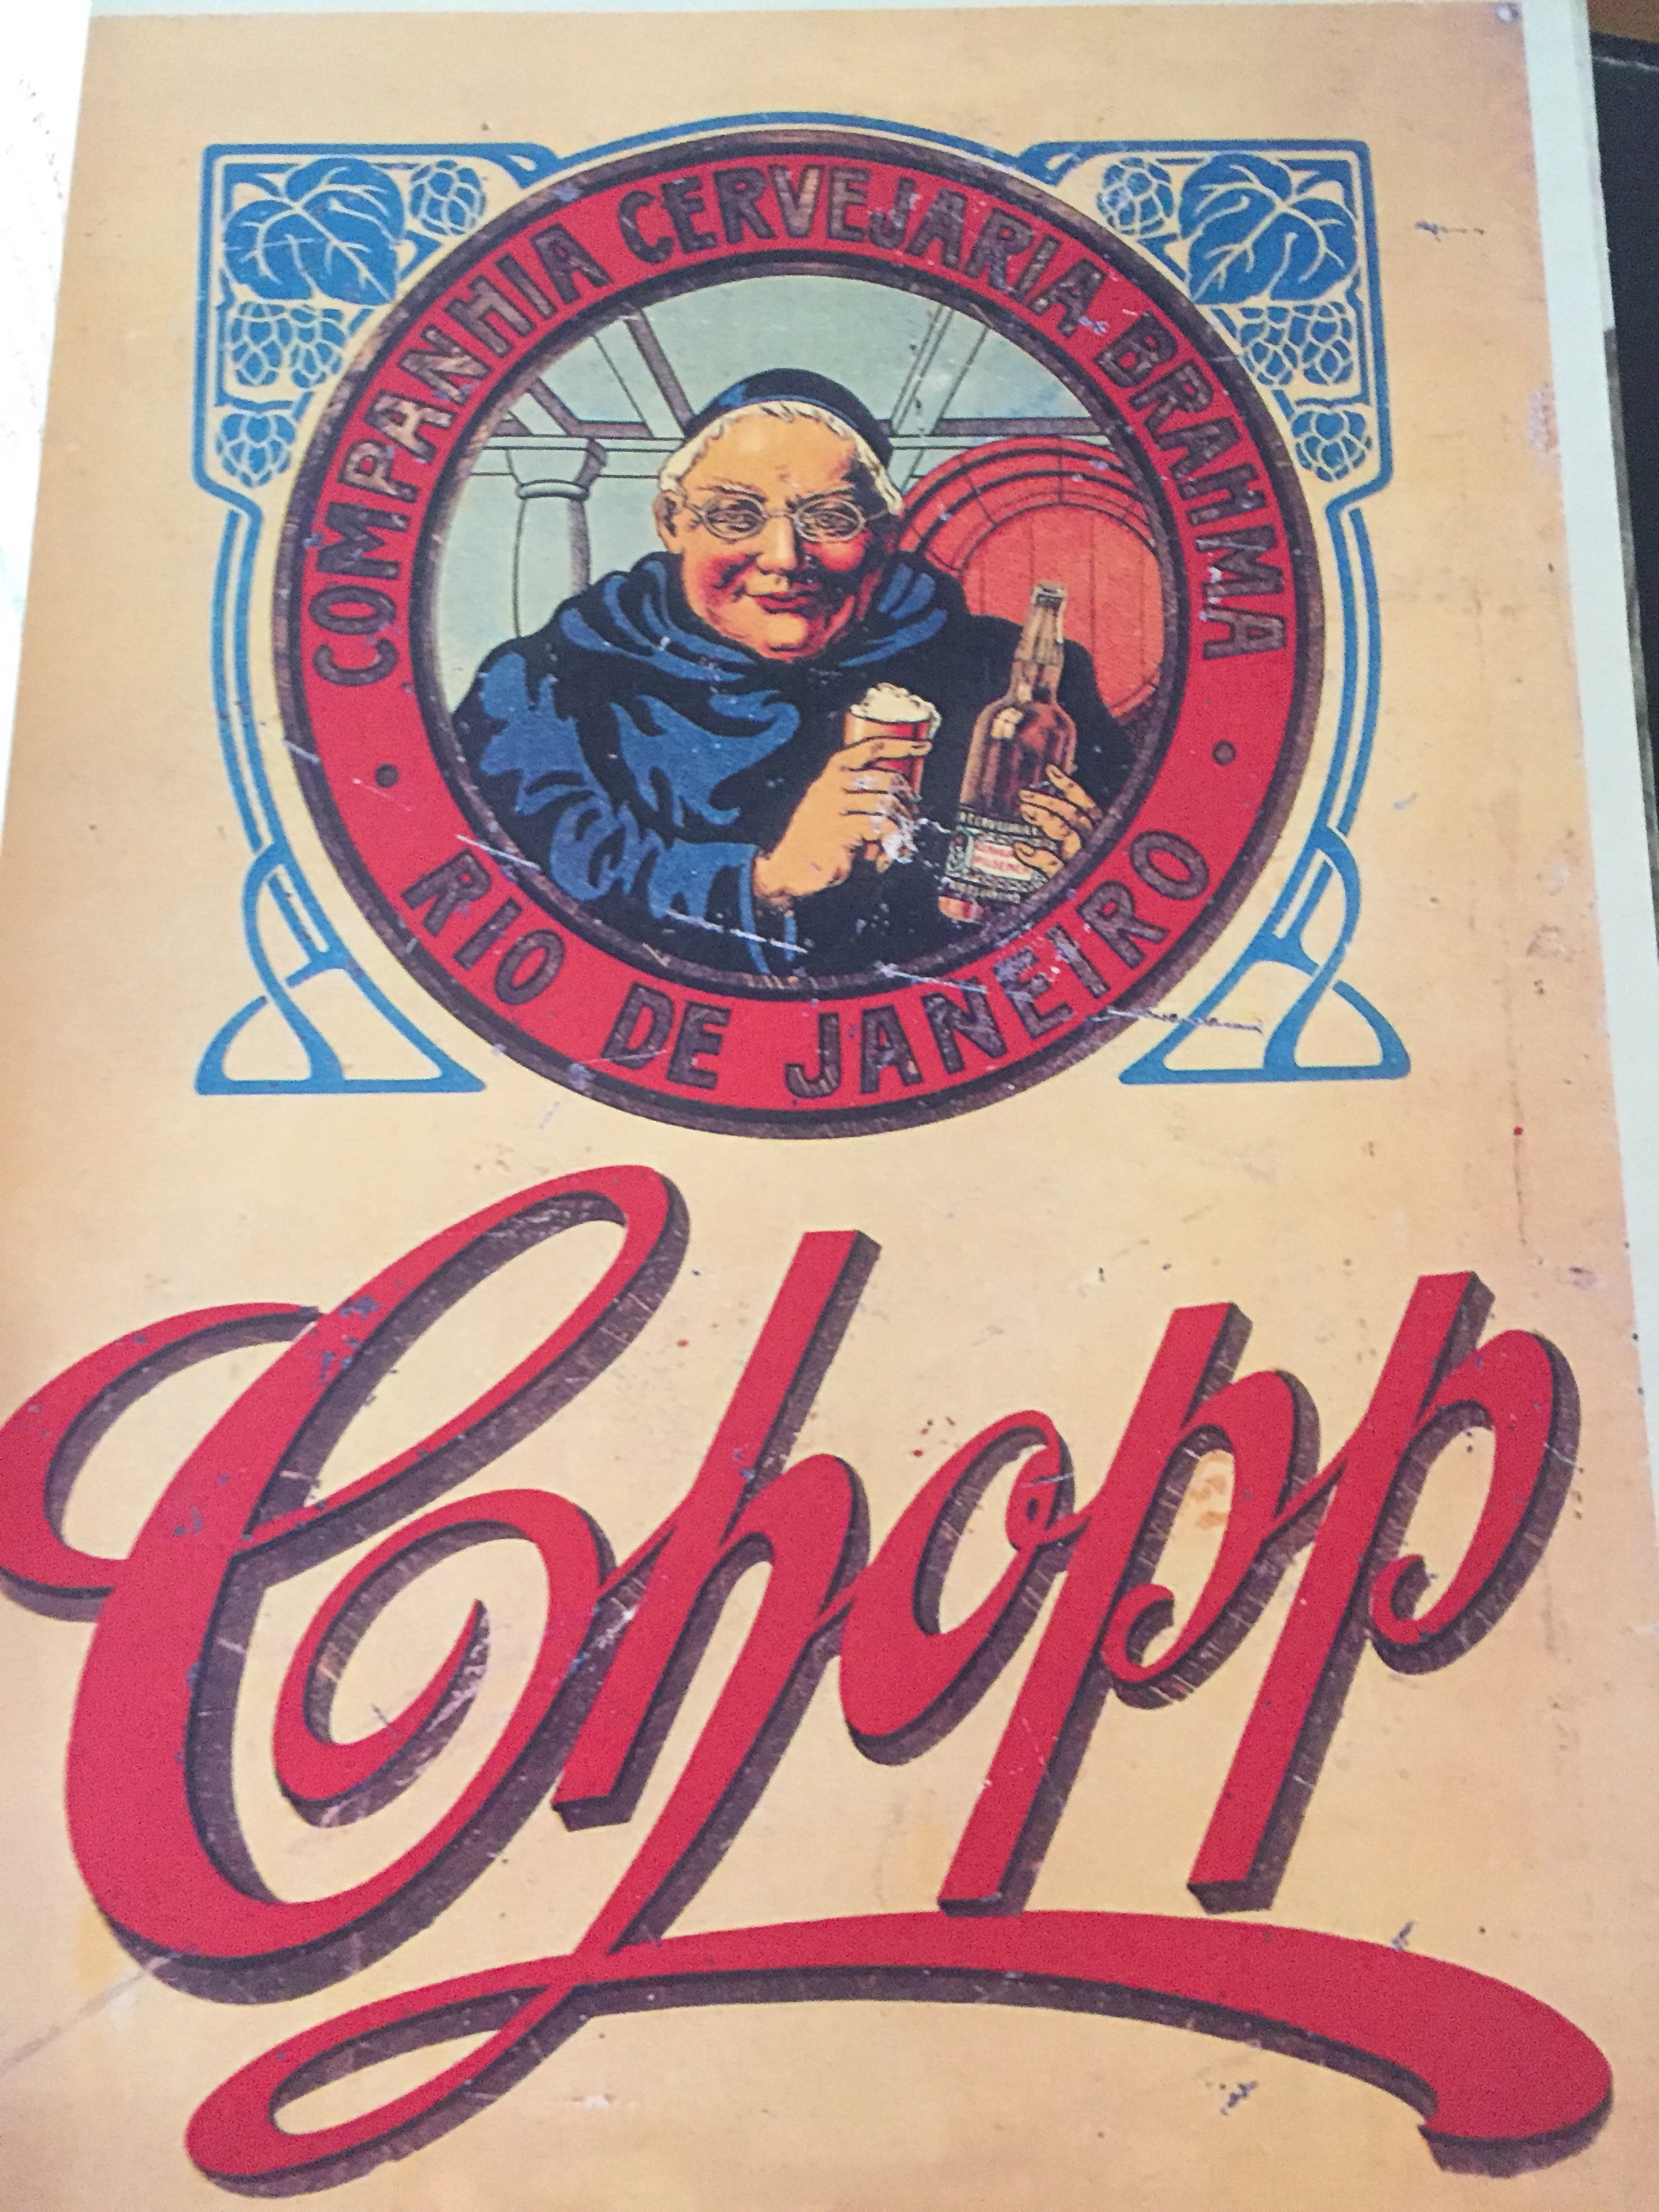 COMPANHIA CERVEJARIA BRAHMA
• RIO DE JANEIRO •
Chopp